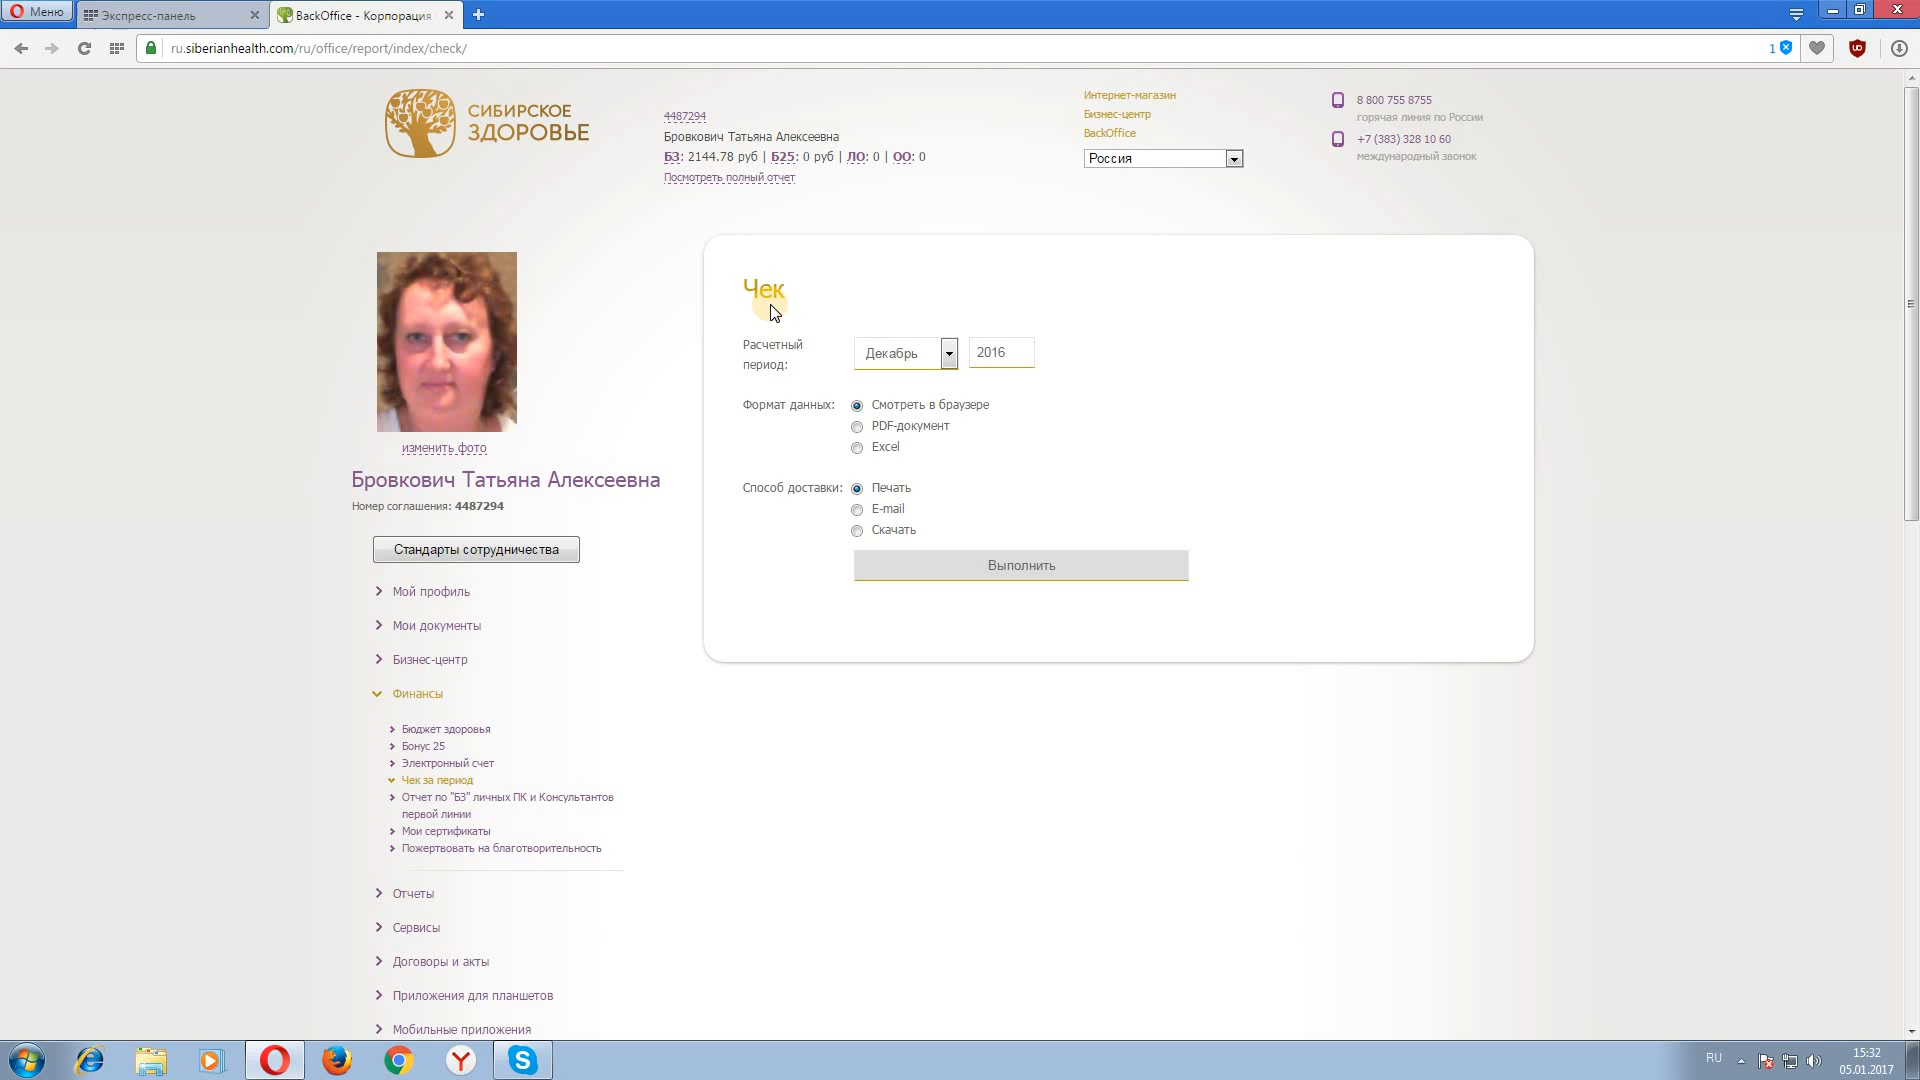 Меню
Экспресс-панель
BackOffice - Корпорация
ru.siberianhealth.com/ru/office/report/index/check/
1
СИБИРСКОЕ
ЗДОРОВЬЕ
4487294
Бровкович Татьяна Алексеевна
БЗ: 2144.78 руб | Б25: 0 руб | ЛО: 0 | ОО: 0
Посмотреть полный отчет
Интернет-магазин
Бизнес-центр
BackOffice
Россия
8 800 755 8755
горячая линия по России
+7 (383) 328 10 60
международный звонок
изменить фото
Бровкович Татьяна Алексеевна
Номер соглашения: 4487294
Стандарты сотрудничества
Мой профиль
Мои документы
Бизнес-центр
Финансы
Бюджет здоровья
Бонус 25
Электронный счет
Чек за период
Отчет по "БЗ" личных ПК и Консультантов
первой линии
Мои сертификаты
Пожертвовать на благотворительность
Отчеты
Сервисы
Договоры и акты
Приложения для планшетов
Мобильные приложения
Чек
Расчетный
период:
Декабрь
2016
Формат данных:
Смотреть в браузере
PDF-документ
Excel
Способ доставки:
Печать
E-mail
Скачать
Выполнить
RU
15:32
05.01.2017